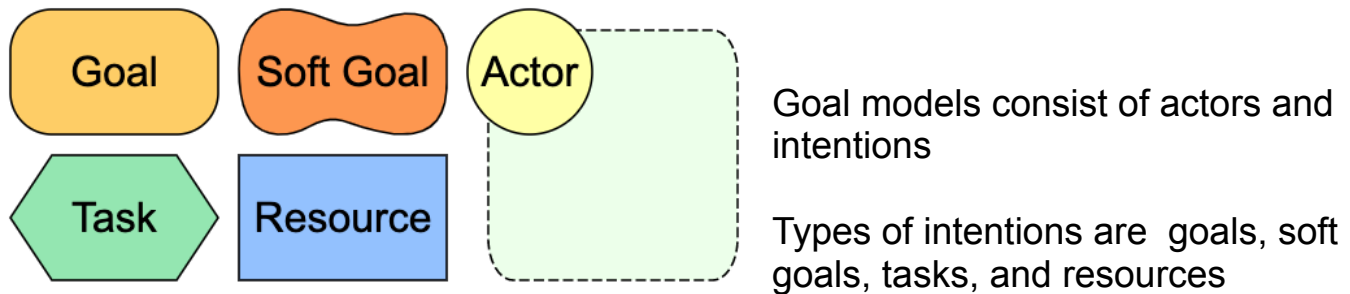 Goal
Soft Goal
Actor
Task
Resource
Goal models consist of actors and
intentions
Types of intentions are  goals, soft
goals, tasks, and resources